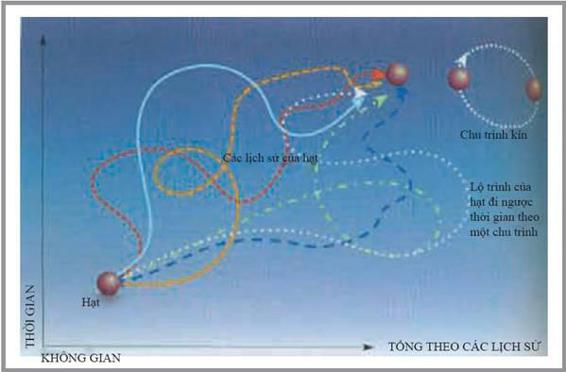 Chu trình kín
Các lịch sử của hạt
Lộ trình của
hạt đi ngược
thời gian theo
một chu trình
Hạt
THỜI GIAN
TỔNG THEO CÁC LỊCH SỬ
KHÔNG GIAN